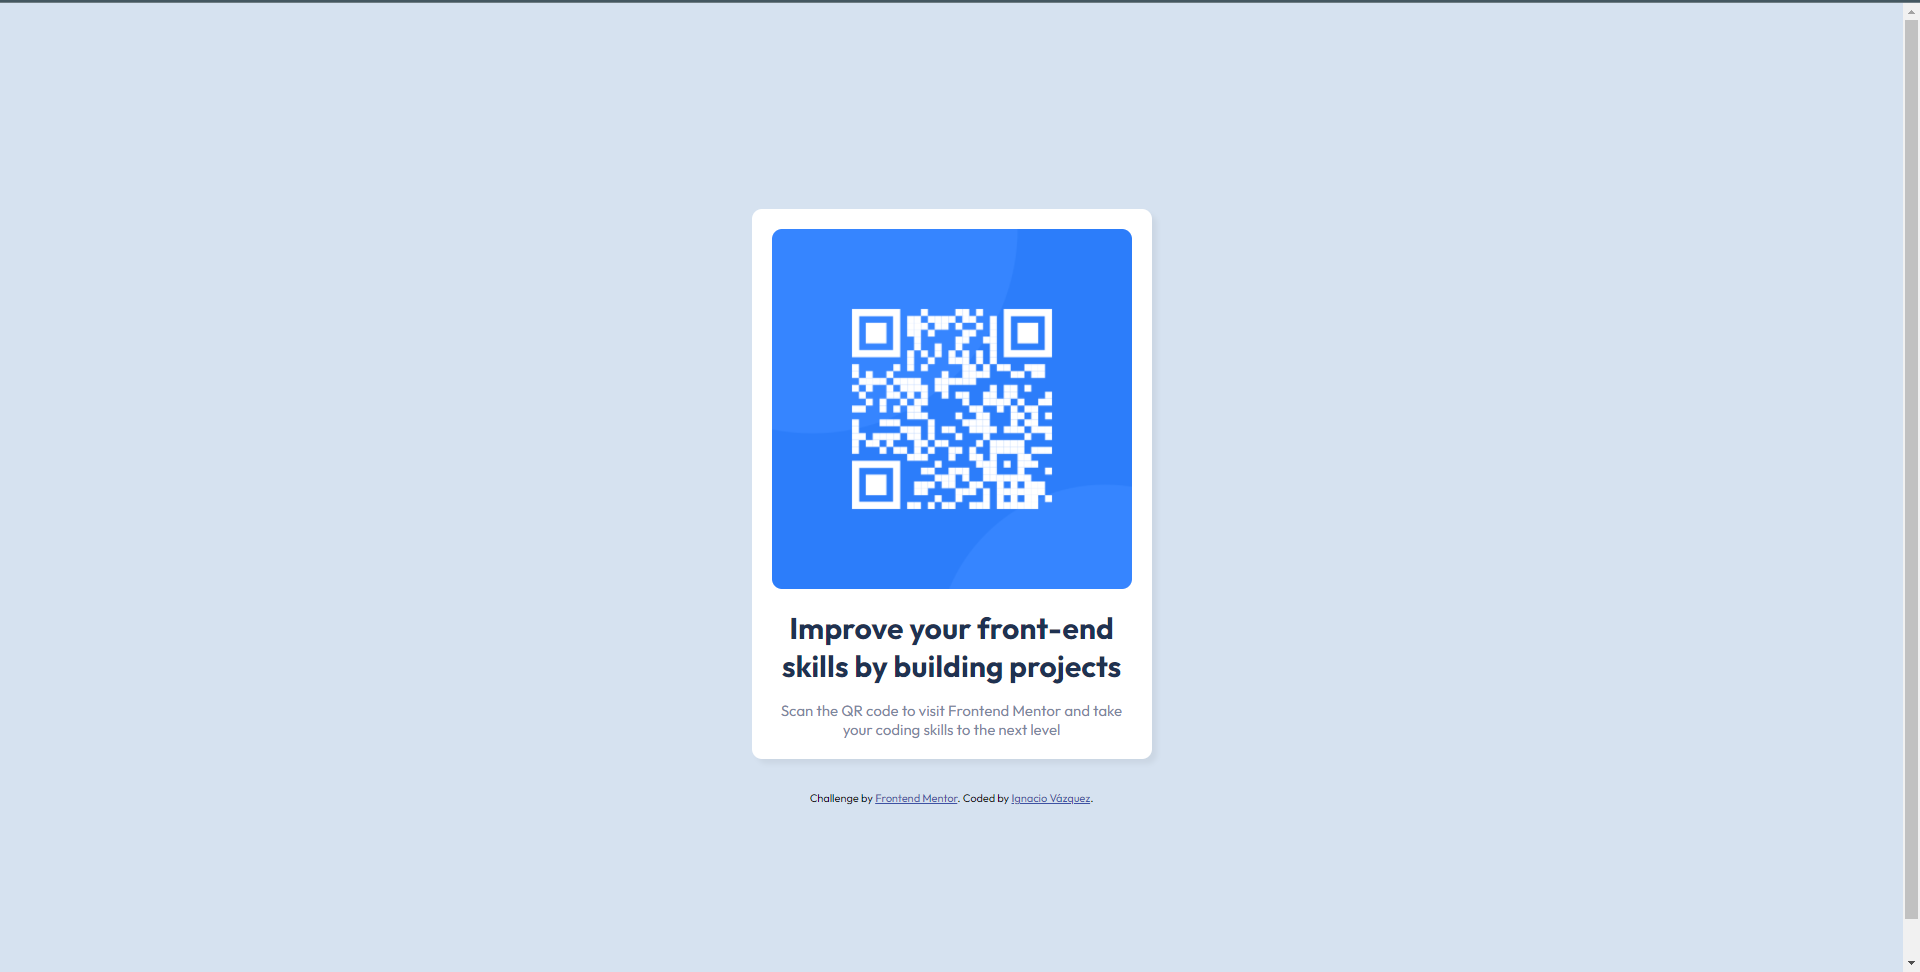 Improve your front-end
skills by building projects
Scan the QR code to visit Frontend Mentor and take
your coding skills to the next level
Challenge by Frontend Mentor. Coded by Ignacio Vázquez.